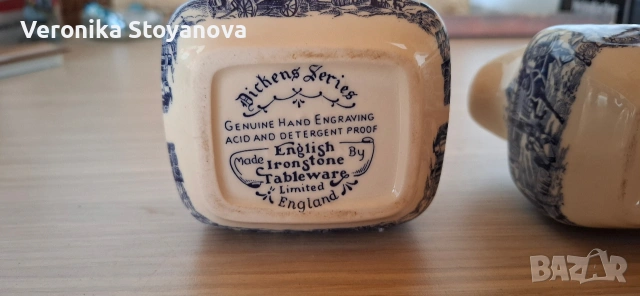 Veronika Stoyanova
Dickens Series
GENUINE HAND ENGRAVING
ACID AND DETERGENT PROOF
Made English By
Ironstone
Tableware
Limited
England
BAZAR.BG